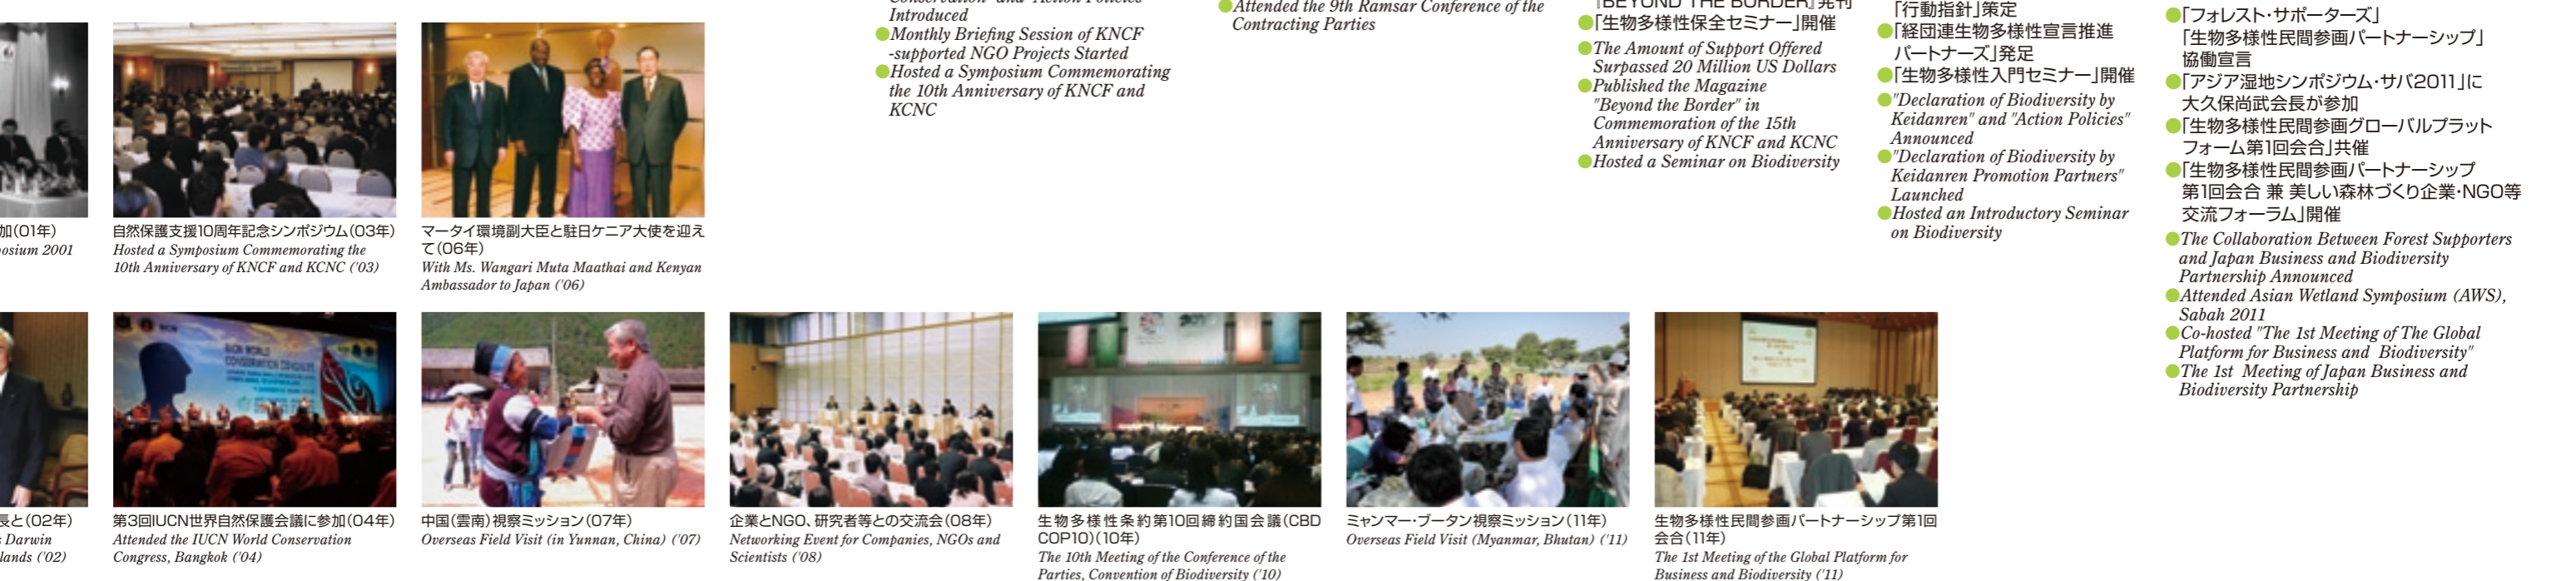 Introduced
●Monthly Briefing Session of KNCF
-supported NGO Projects Started
●Hosted a Symposium Commemorating
the 10th Anniversary of KNCF and
KCNC
●Attended the 9th Ramsar Conference of the
Contracting Parties
『BEYOND THE BORDER』発刊
●「生物多様性保全セミナー」開催
●The Amount of Support Offered
Surpassed 20 Million US Dollars
●Published the Magazine
"Beyond the Border" in
Commemoration of the 15th
Anniversary of KNCF and KCNC
●Hosted a Seminar on Biodiversity
「行動指針」策定
●「経団連生物多様性宣言推進
パートナーズ」発足
●「生物多様性入門セミナー」開催
●"Declaration of Biodiversity by
Keidanren" and "Action Policies"
Announced
●"Declaration of Biodiversity by
Keidanren Promotion Partners"
Launched
●Hosted an Introductory Seminar
on Biodiversity
●「フォレスト・サポーターズ」
「生物多様性民間参画パートナーシップ」
協働宣言
●「アジア湿地シンポジウム・サバ2011」に
大久保尚武会長が参加
●「生物多様性民間参画グローバルプラット
フォーム第1回会合」共催
●「生物多様性民間参画パートナーシップ
第1回会合 兼 美しい森林づくり企業・NGO等
交流フォーラム」開催
●The Collaboration Between Forest Supporters
and Japan Business and Biodiversity
Partnership Announced
●Attended Asian Wetland Symposium (AWS),
Sabah 2011
●Co-hosted "The 1st Meeting of The Global
Platform for Business and Biodiversity"
●The 1st Meeting of Japan Business and
Biodiversity Partnership
加(01年)
osium 2001
自然保護支援10周年記念シンポジウム(03年)
Hosted a Symposium Commemorating the
10th Anniversary of KNCF and KCNC ('03)
マータイ環境副大臣と駐日ケニア大使を迎え
て(06年)
With Ms. Wangari Muta Maathai and Kenyan
Ambassador to Japan ('06)
IUCN WORLD
CONSERVATION CONGRESS
長と(02年)
s Darwin
lands ('02)
第3回IUCN世界自然保護会議に参加(04年)
Attended the IUCN World Conservation
Congress, Bangkok ('04)
中国(雲南)視察ミッション(07年)
Overseas Field Visit (in Yunnan, China) ('07)
企業とNGO、研究者等との交流会(08年)
Networking Event for Companies, NGOs and
Scientists ('08)
生物多様性条約第10回締約国会議(CBD
COP10)(10年)
The 10th Meeting of the Conference of the
Parties, Convention of Biodiversity ('10)
ミャンマー・ブータン視察ミッション(11年)
Overseas Field Visit (Myanmar, Bhutan) ('11)
生物多様性民間参画パートナーシップ第1回
会合(11年)
The 1st Meeting of the Global Platform for
Business and Biodiversity ('11)